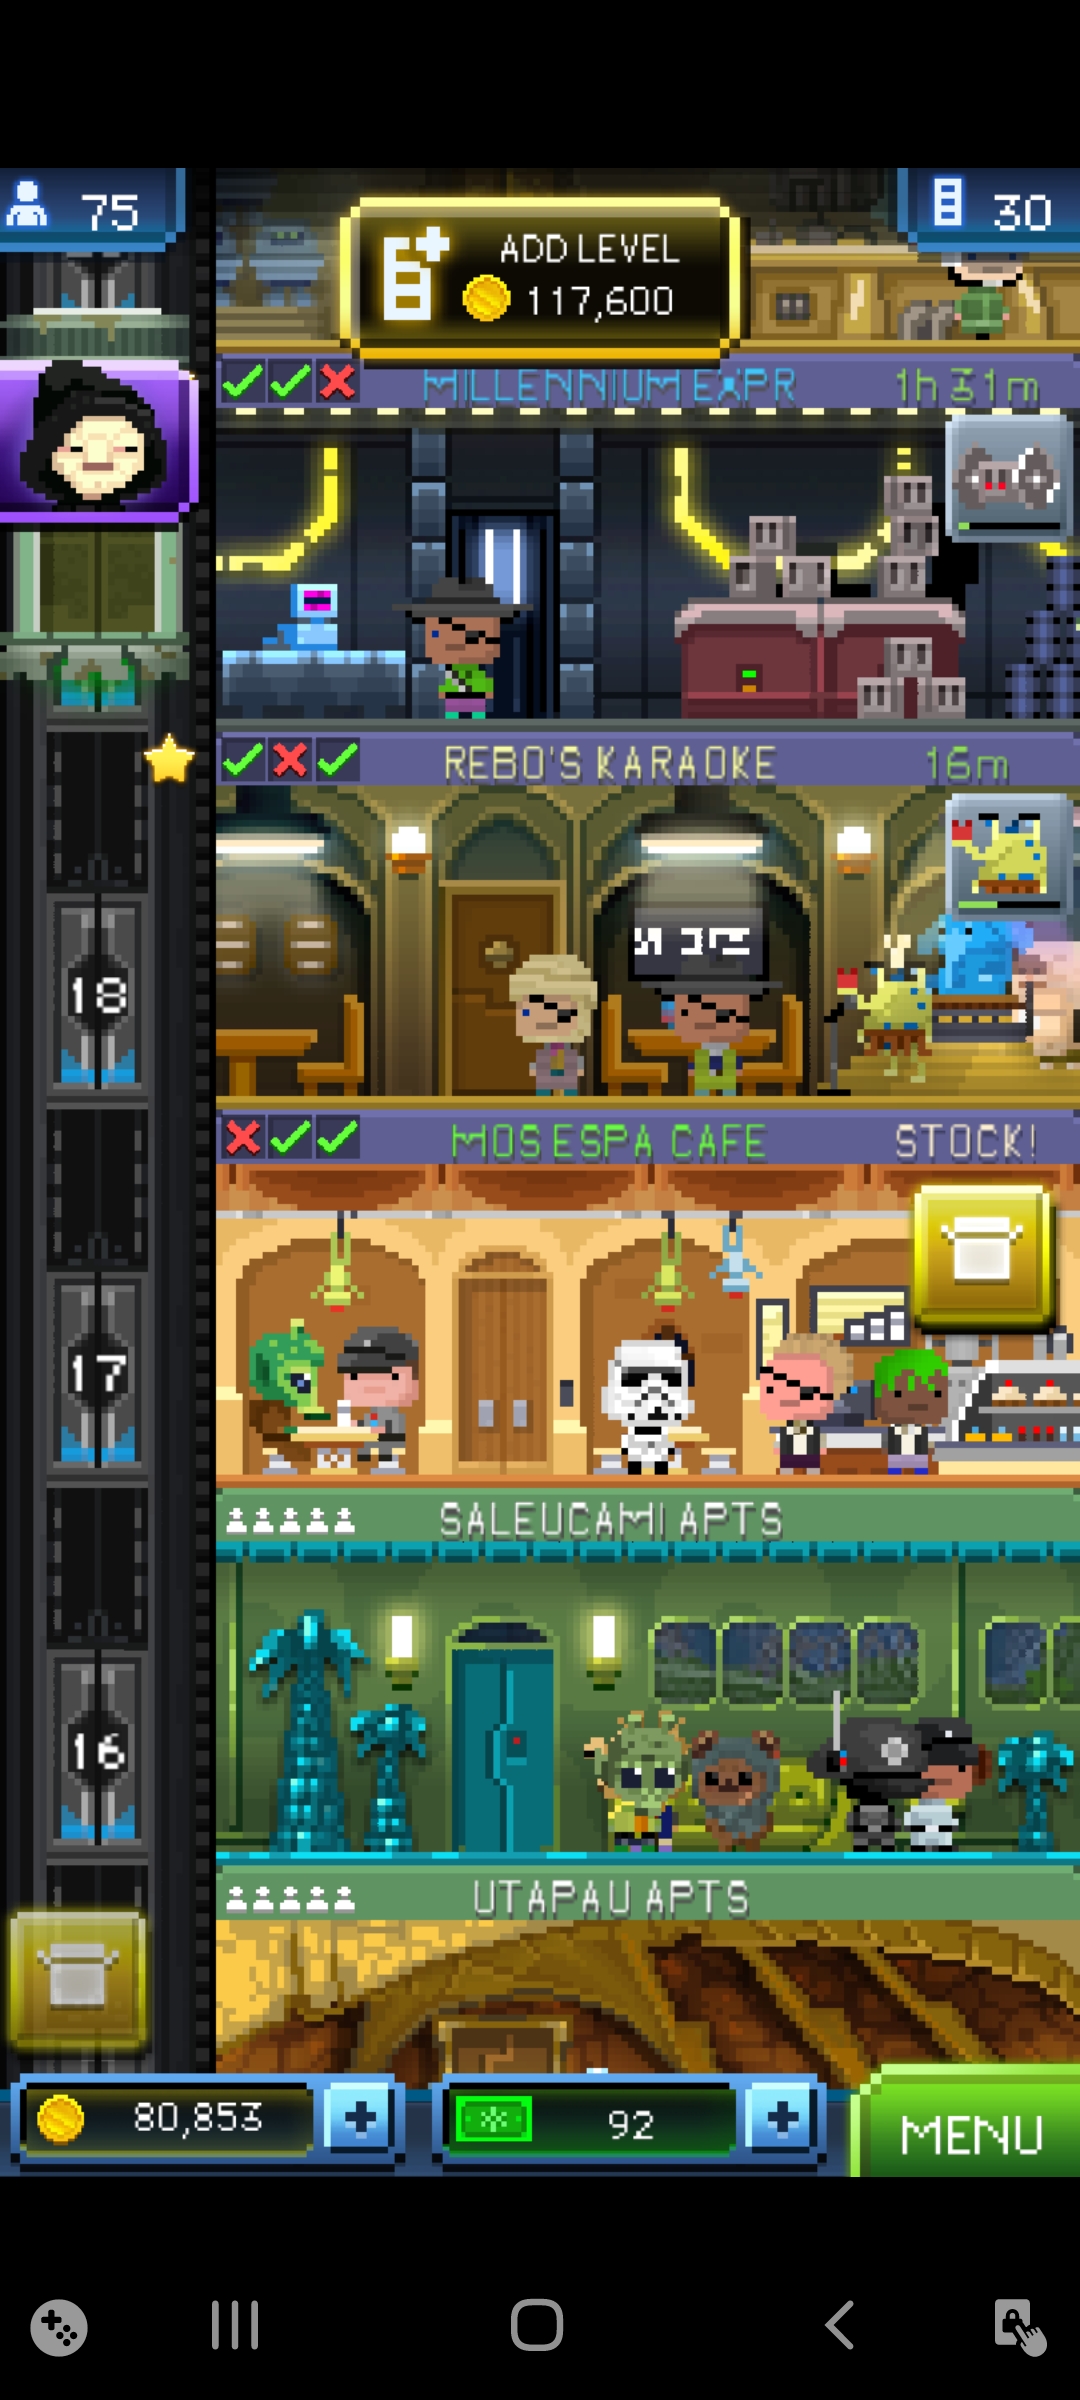 75
30
ADD LEVEL
117,600
MILLENNIUM EXPR 1h 31m
REBO'S KARAOKE 16m
18
MOS ESPA CAFE STOCK!
17
SALEUCAMI APTS
16
UTAPAU APTS
80,853
92
MENU